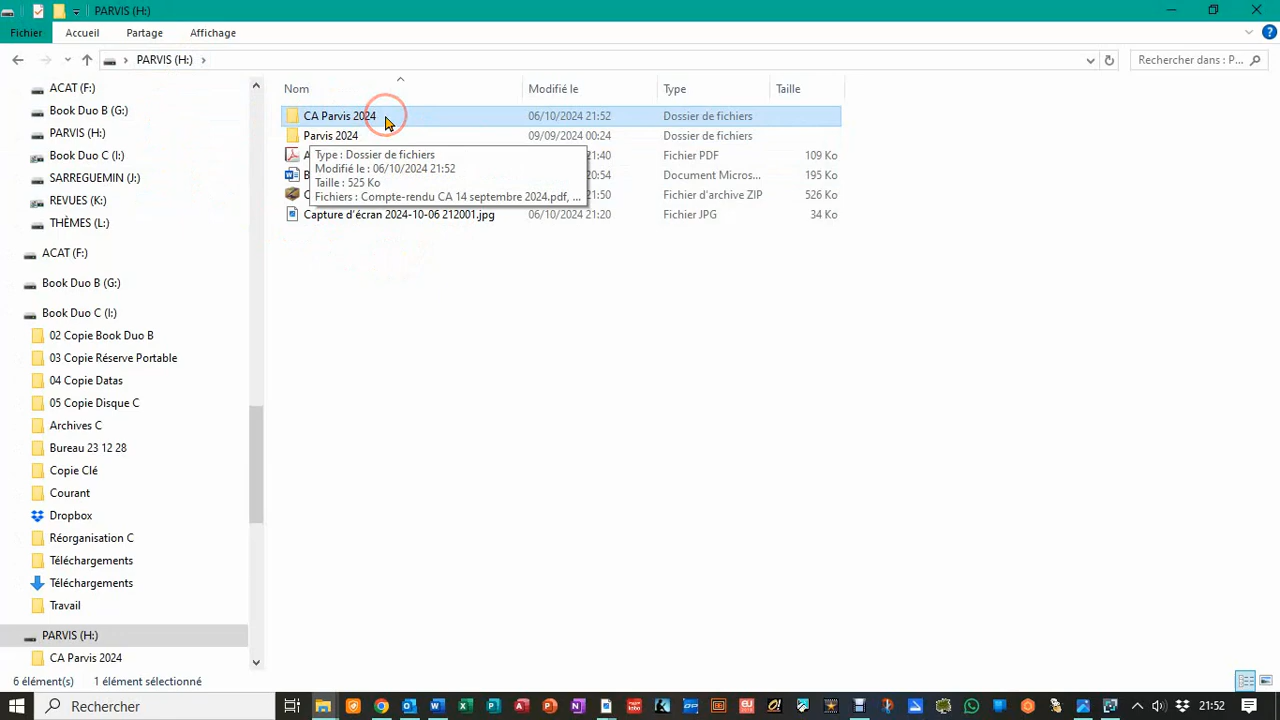 PARVIS (H:)
Fichier Accueil Partage Affichage
PARVIS (H:) Rechercher dans : P...
Nom Modifié le Type Taille
CA Parvis 2024 06/10/2024 21:52 Dossier de fichiers
Parvis 2024 09/09/2024 00:24 Dossier de fichiers
21:40 Fichier PDF 109 Ko
20:54 Document Micros... 195 Ko
21:50 Fichier d'archive ZIP 526 Ko
Capture d'écran 2024-10-06 212001.jpg 06/10/2024 21:20 Fichier JPG 34 Ko
Type : Dossier de fichiers
Modifié le : 06/10/2024 21:52
Taille : 525 Ko
Fichiers : Compte-rendu CA 14 septembre 2024.pdf, ...
ACAT (F:)
Book Duo B (G:)
PARVIS (H:)
Book Duo C (I:)
SARREGUEMIN (J:)
REVUES (K:)
THÈMES (L:)
ACAT (F:)
Book Duo B (G:)
Book Duo C (I:)
02 Copie Book Duo B
03 Copie Réserve Portable
04 Copie Datas
05 Copie Disque C
Archives C
Bureau 23 12 28
Copie Clé
Courant
Dropbox
Réorganisation C
Téléchargements
Téléchargements
Travail
PARVIS (H:)
CA Parvis 2024
6 élément(s) 1 élément sélectionné
Rechercher 21:52